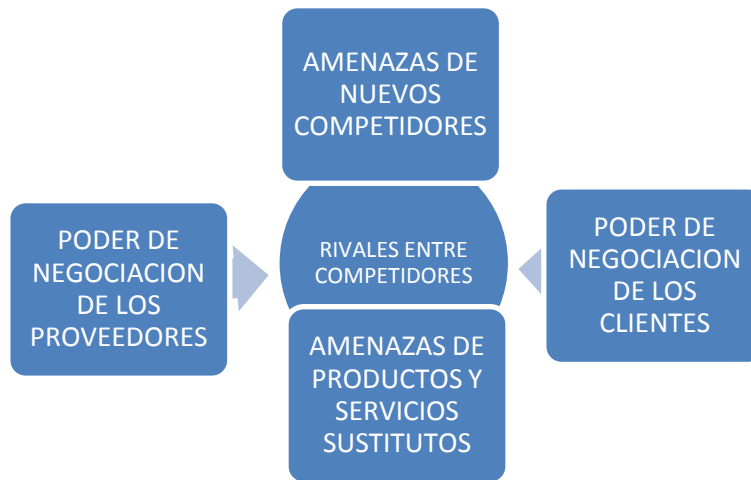 AMENAZAS DE
NUEVOS
COMPETIDORES
PODER DE
NEGOCIACION
DE LOS
PROVEEDORES
RIVALES ENTRE
COMPETIDORES
PODER DE
NEGOCIACION
DE LOS
CLIENTES
AMENAZAS DE
PRODUCTOS Y
SERVICIOS
SUSTITUTOS